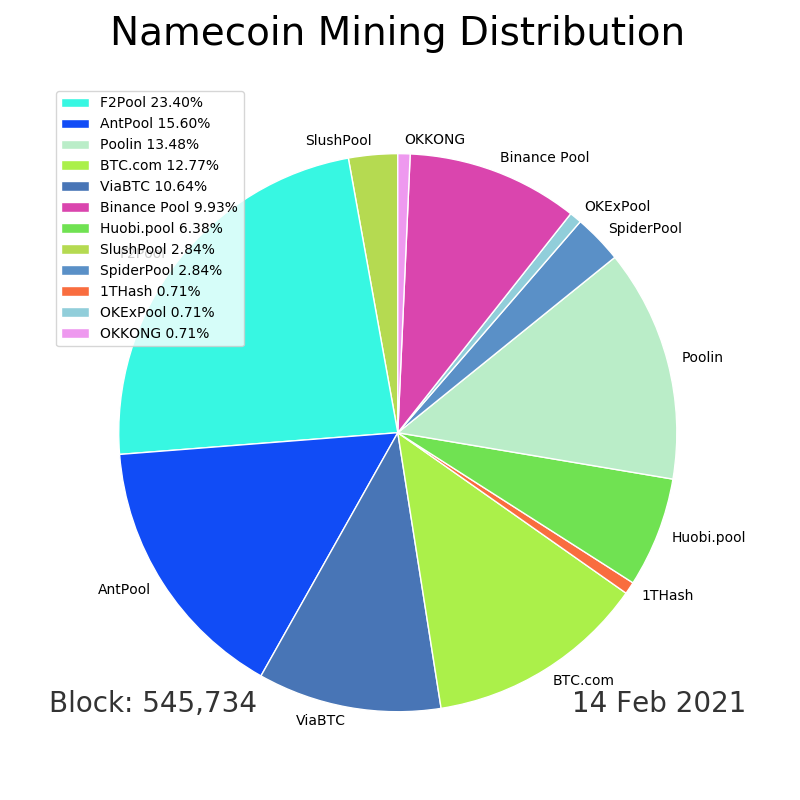 Namecoin Mining Distribution
F2Pool 23.40%
AntPool 15.60%
Poolin 13.48%
BTC.com 12.77%
ViaBTC 10.64%
Binance Pool 9.93%
Huobi.pool 6.38%
SlushPool 2.84%
SpiderPool 2.84%
1THash 0.71%
OKExPool 0.71%
OKKONG 0.71%
SlushPool
OKKONG
Binance Pool
OKExPool
SpiderPool
F2Pool
Poolin
Huobi.pool
1THash
AntPool
BTC.com
ViaBTC
Block: 545,734
14 Feb 2021